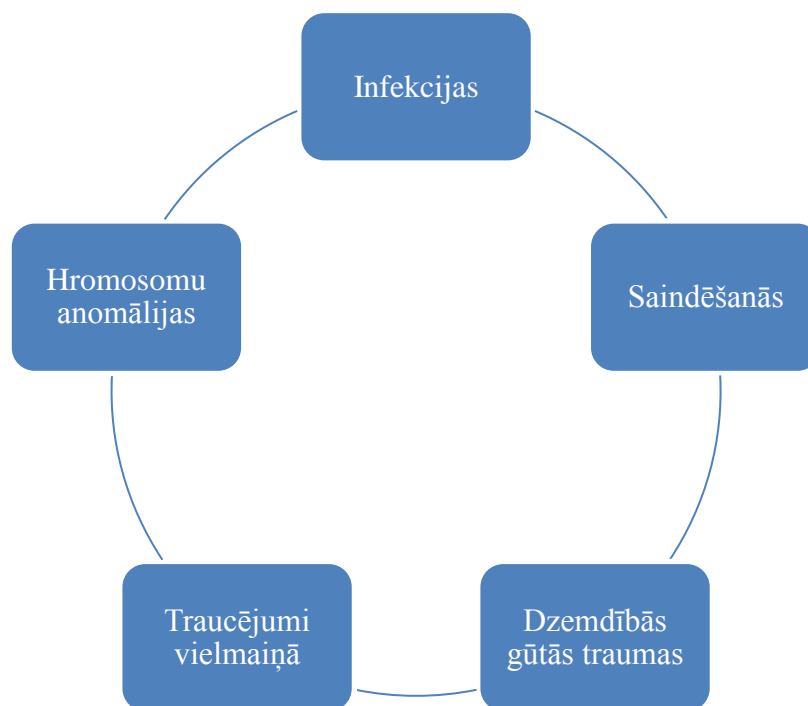 Infekcijas
Saindēšanās
Dzemdībās
gūtās traumas
Traucējumi
vielmaiņā
Hromosomu
anomālijas